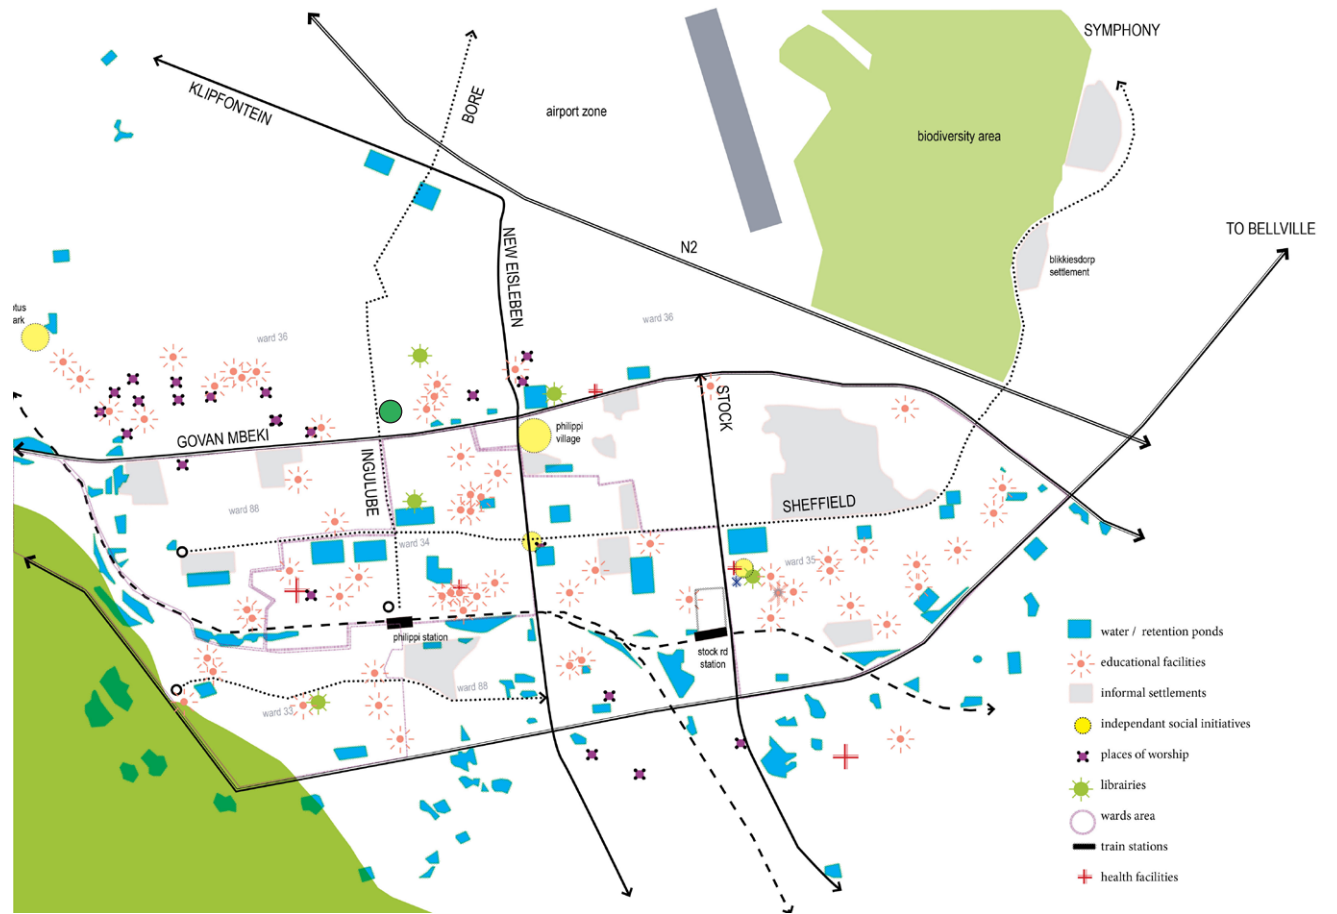 SYMPHONY
KLIPFONTEIN
BORE
airport zone
biodiversity area
TO BELLVILLE
NEW EISLEBEN
N2
blikkiesdorp
settlement
otus
ark
ward 36
ward 36
STOCK
GOVAN MBEKI
philippi
village
INGULUBE
ward 88
SHEFFIELD
ward 34
ward 35
philippi station
stock rd
station
ward 88
ward 33
water / retention ponds
educational facilities
informal settlements
independant social initiatives
places of worship
librairies
wards area
train stations
health facilities